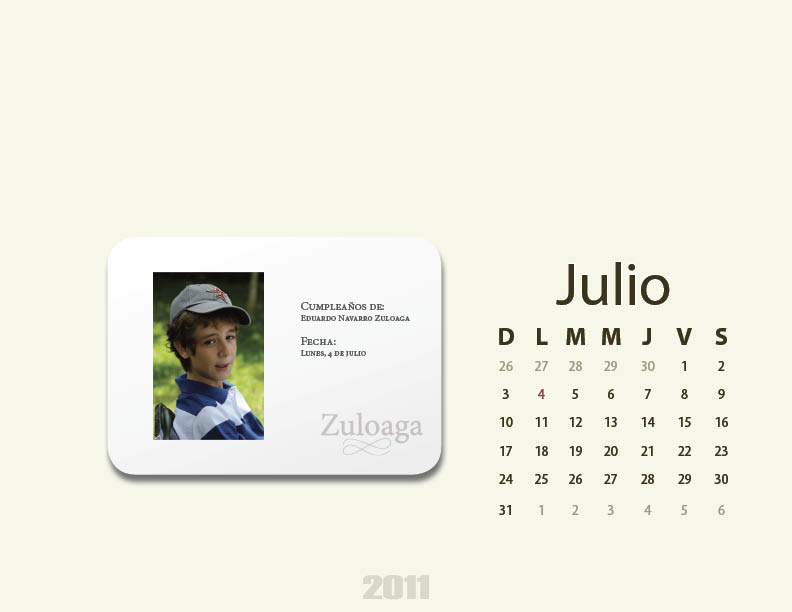 Cumpleaños de:
Eduardo Navarro Zuloaga
Fecha:
Lunes, 4 de julio
Zuloaga
Julio
D L M M J V S
26 27 28 29 30 1 2
3 4 5 6 7 8 9
10 11 12 13 14 15 16
17 18 19 20 21 22 23
24 25 26 27 28 29 30
31 1 2 3 4 5 6
2011